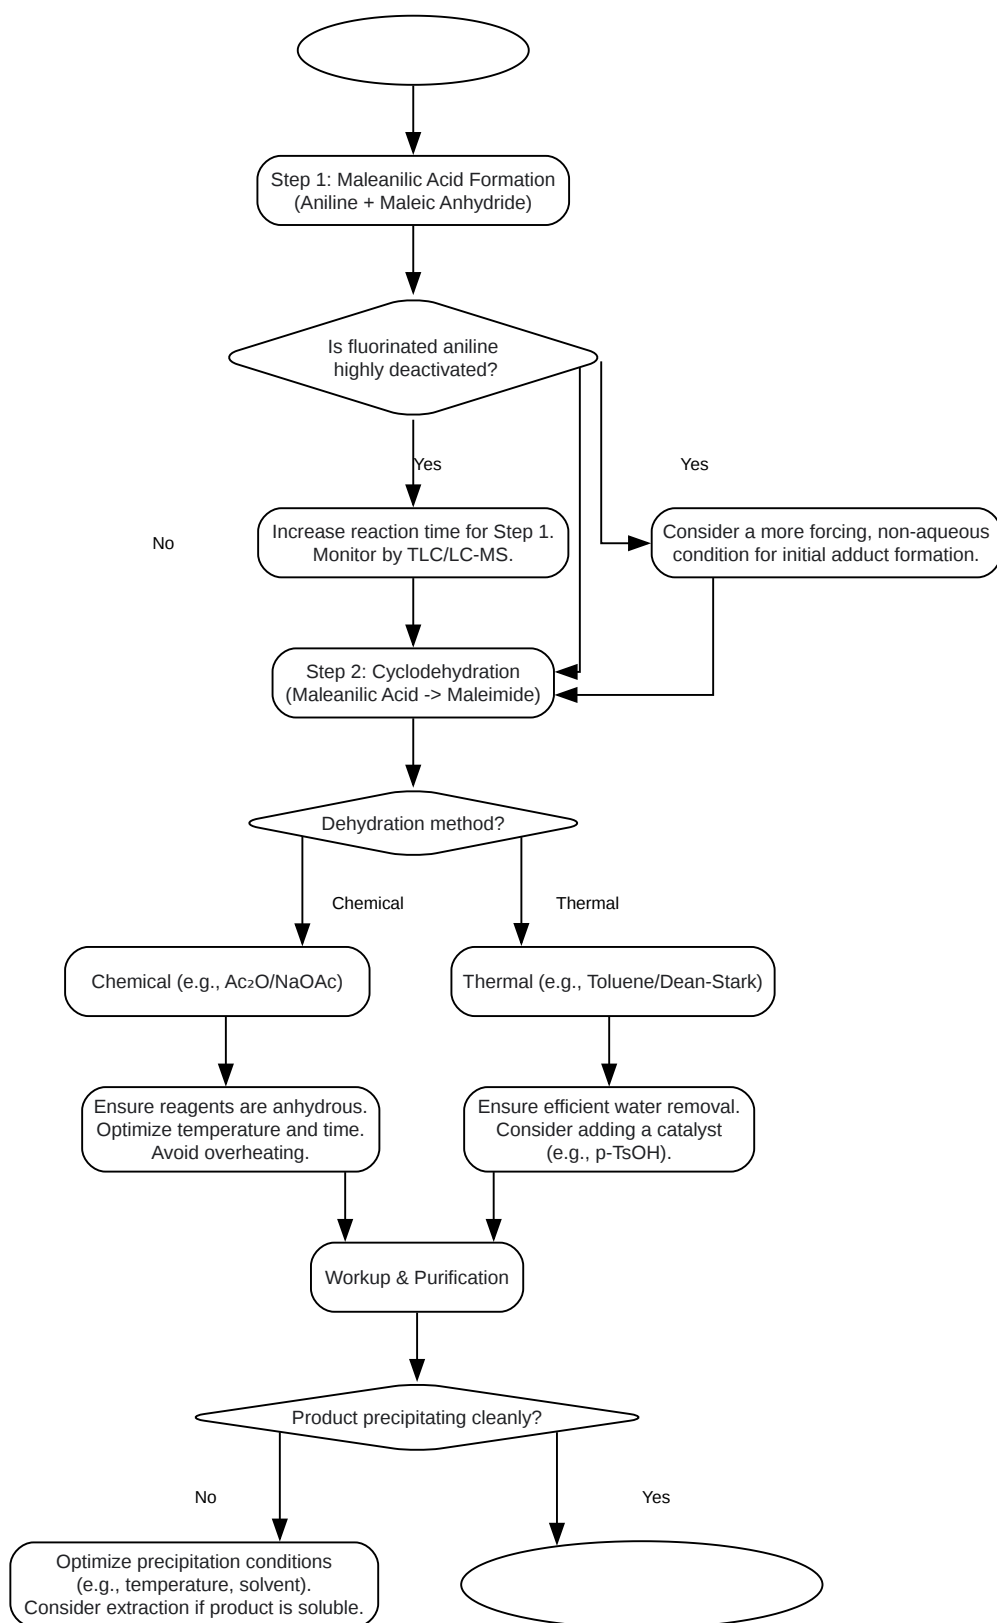 Step 1: Maleanilic Acid Formation
(Aniline + Maleic Anhydride)
Is fluorinated aniline
highly deactivated?
Yes
Yes
No
Increase reaction time for Step 1.
Monitor by TLC/LC-MS.
Consider a more forcing, non-aqueous
condition for initial adduct formation.
Step 2: Cyclodehydration
(Maleanilic Acid -> Maleimide)
Dehydration method?
Chemical
Thermal
Chemical (e.g., Ac₂O/NaOAc)
Thermal (e.g., Toluene/Dean-Stark)
Ensure reagents are anhydrous.
Optimize temperature and time.
Avoid overheating.
Ensure efficient water removal.
Consider adding a catalyst
(e.g., p-TsOH).
Workup & Purification
Product precipitating cleanly?
No
Yes
Optimize precipitation conditions
(e.g., temperature, solvent).
Consider extraction if product is soluble.